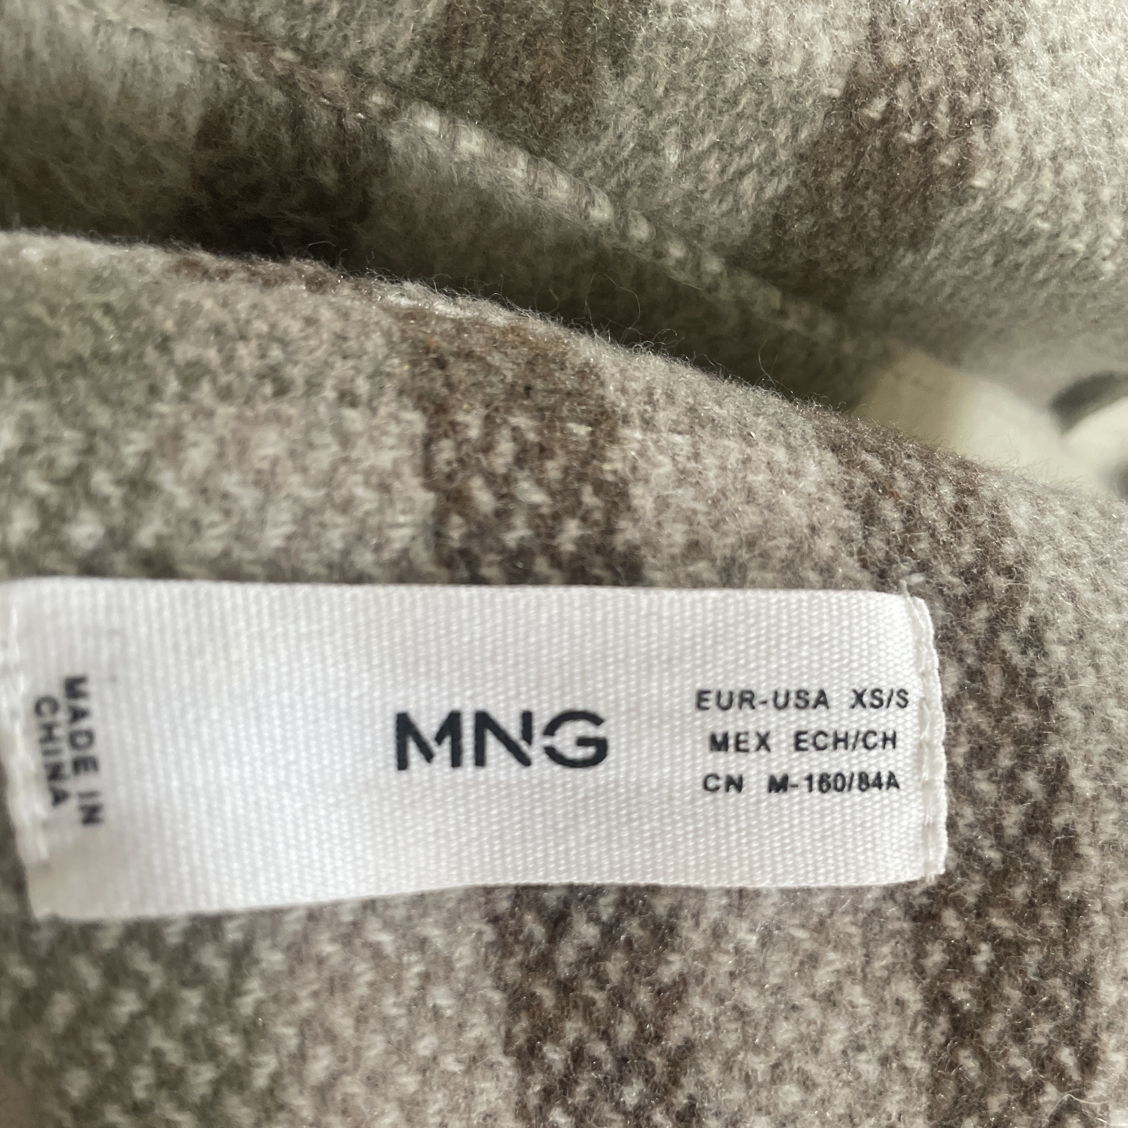 MADE IN
CHINA
MNG
EUR-USA XS/S
MEX ECH/CH
CN M-160/84A